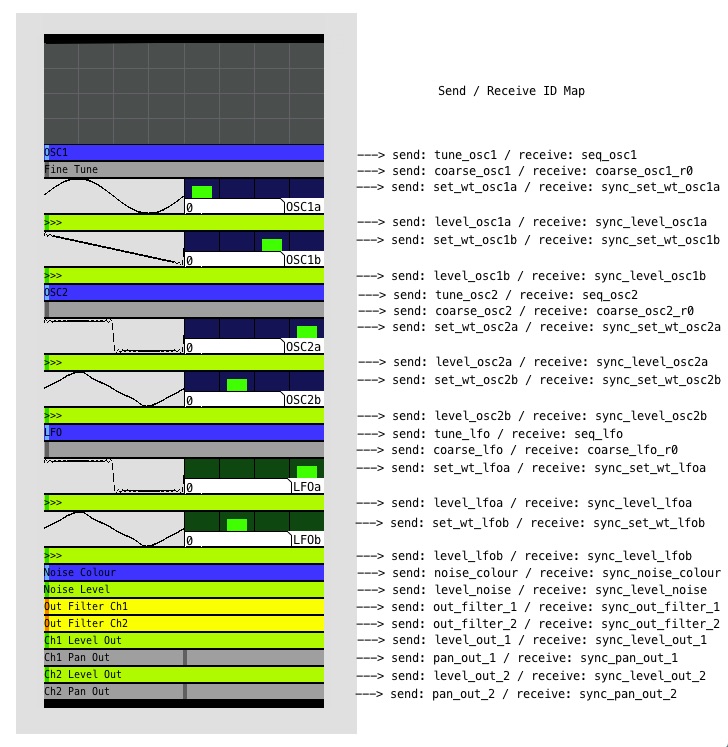 Send / Receive ID Map
OSC1 ---> send: tune_osc1 / receive: seq_osc1
Fine Tune ---> send: coarse_osc1 / receive: coarse_osc1_r0
---> send: set_wt_osc1a / receive: sync_set_wt_osc1a
0 OSC1a
>>> ---> send: level_osc1a / receive: sync_level_osc1a
---> send: set_wt_osc1b / receive: sync_set_wt_osc1b
0 OSC1b
>>> ---> send: level_osc1b / receive: sync_level_osc1b
OSC2 ---> send: tune_osc2 / receive: seq_osc2
---> send: coarse_osc2 / receive: coarse_osc2_r0
---> send: set_wt_osc2a / receive: sync_set_wt_osc2a
0 OSC2a
>>> ---> send: level_osc2a / receive: sync_level_osc2a
---> send: set_wt_osc2b / receive: sync_set_wt_osc2b
0 OSC2b
>>> ---> send: level_osc2b / receive: sync_level_osc2b
LFO ---> send: tune_lfo / receive: seq_lfo
---> send: coarse_lfo / receive: coarse_lfo_r0
---> send: set_wt_lfoa / receive: sync_set_wt_lfoa
0 LFOa
>>> ---> send: level_lfoa / receive: sync_level_lfoa
---> send: set_wt_lfob / receive: sync_set_wt_lfob
0 LFOb
>>> ---> send: level_lfob / receive: sync_level_lfob
Noise Colour ---> send: noise_colour / receive: sync_noise_colour
Noise Level ---> send: level_noise / receive: sync_level_noise
Out Filter Ch1 ---> send: out_filter_1 / receive: sync_out_filter_1
Out Filter Ch2 ---> send: out_filter_2 / receive: sync_out_filter_2
Ch1 Level Out ---> send: level_out_1 / receive: sync_level_out_1
Ch1 Pan Out ---> send: pan_out_1 / receive: sync_pan_out_1
Ch2 Level Out ---> send: level_out_2 / receive: sync_level_out_2
Ch2 Pan Out ---> send: pan_out_2 / receive: sync_pan_out_2